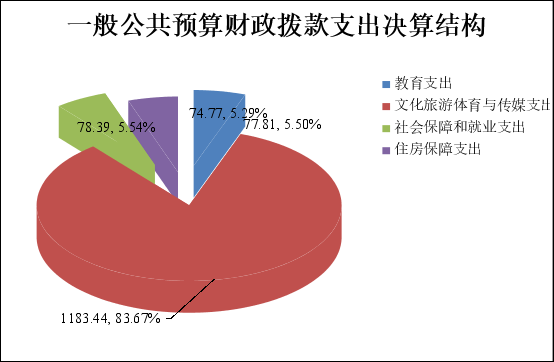 一般公共预算财政拨款支出决算结构
教育支出
文化旅游体育与传媒支出
社会保障和就业支出
住房保障支出
74.77, 5.29%
77.81, 5.50%
78.39, 5.54%
1183.44, 83.67%